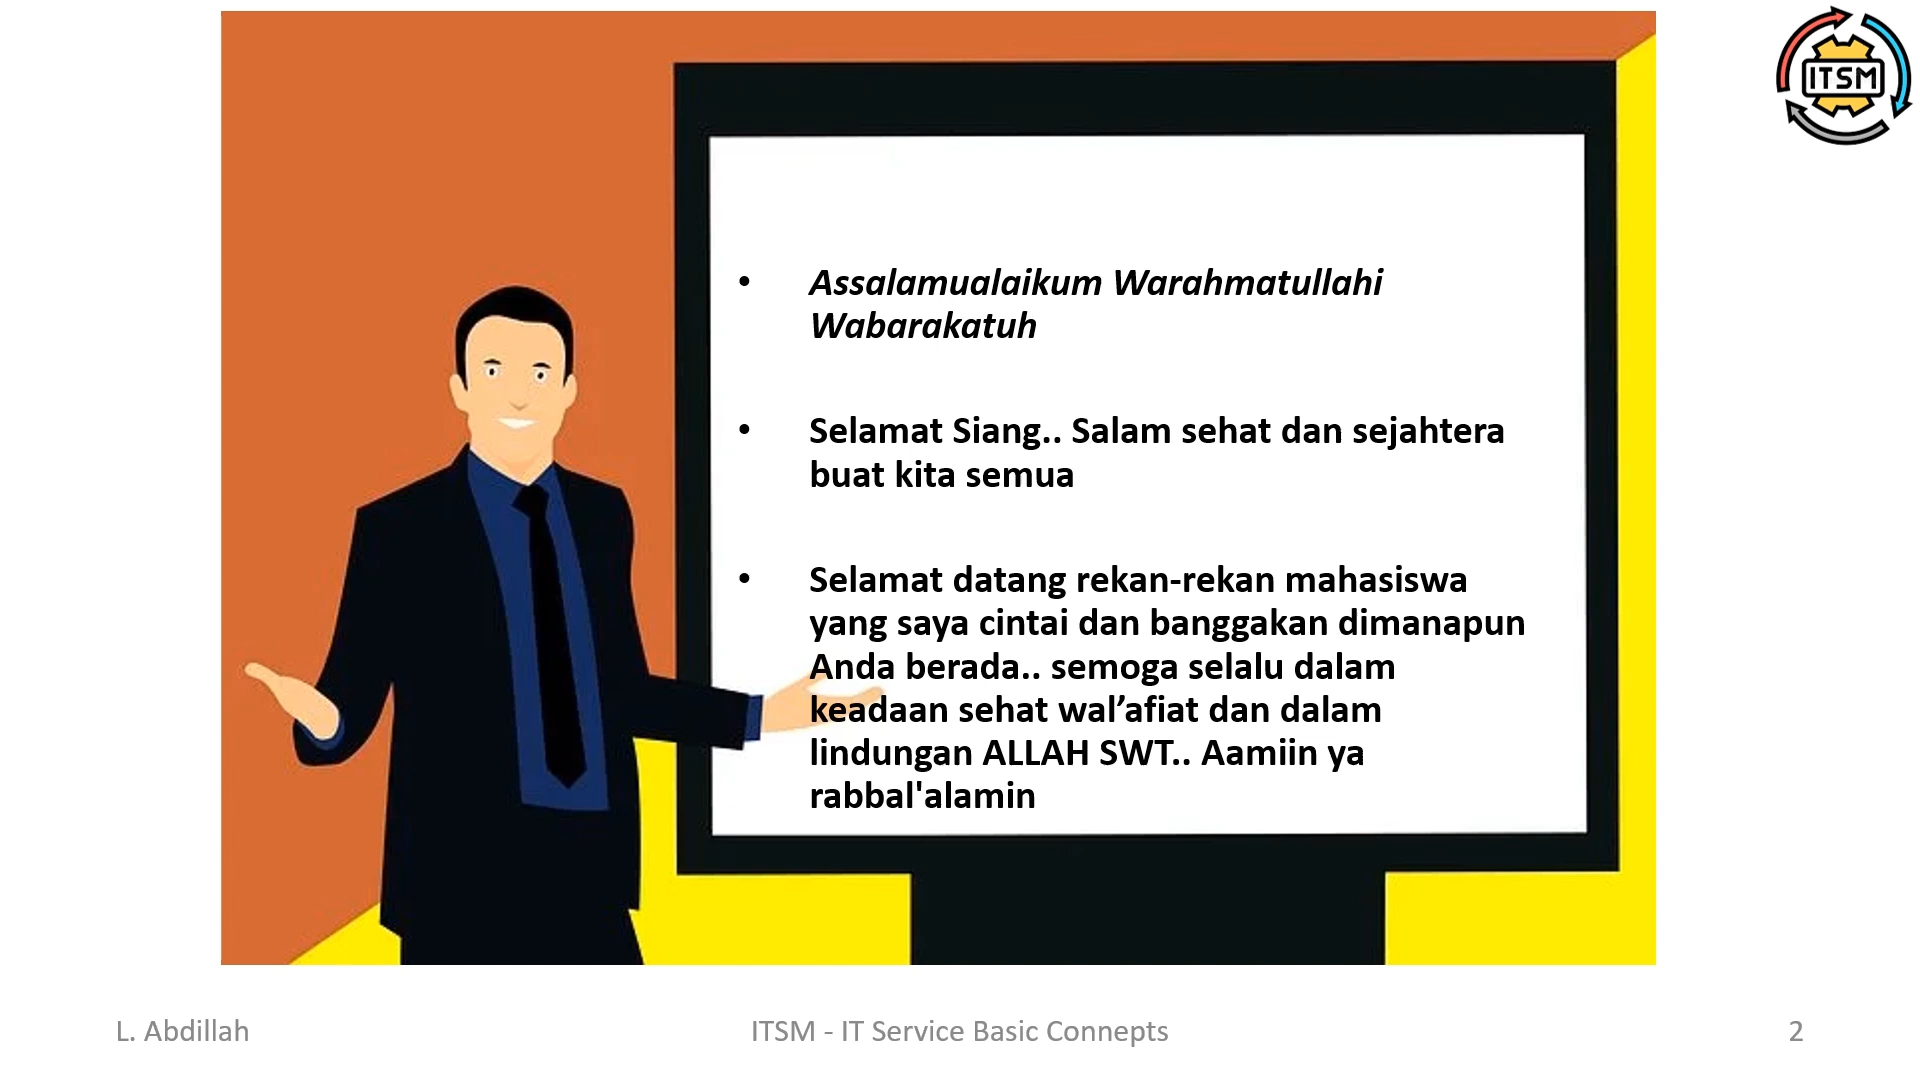 ITSM
• Assalamualaikum Warahmatullahi
Wabarakatuh
• Selamat Siang.. Salam sehat dan sejahtera
buat kita semua
• Selamat datang rekan-rekan mahasiswa
yang saya cintai dan banggakan dimanapun
Anda berada.. semoga selalu dalam
keadaan sehat wal’afiat dan dalam
lindungan ALLAH SWT.. Aamiin ya
rabbal'alamin
L. Abdillah
ITSM - IT Service Basic Connepts
2